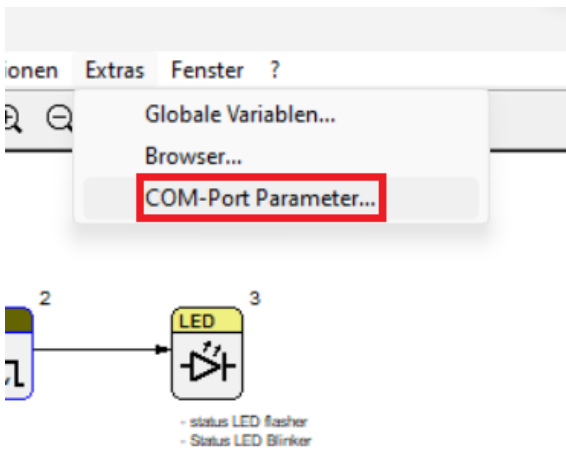 ionen Extras Fenster ?
Globale Variablen...
Browser...
COM-Port Parameter...
2 3
LED
- status LED flasher
- Status LED Blinker